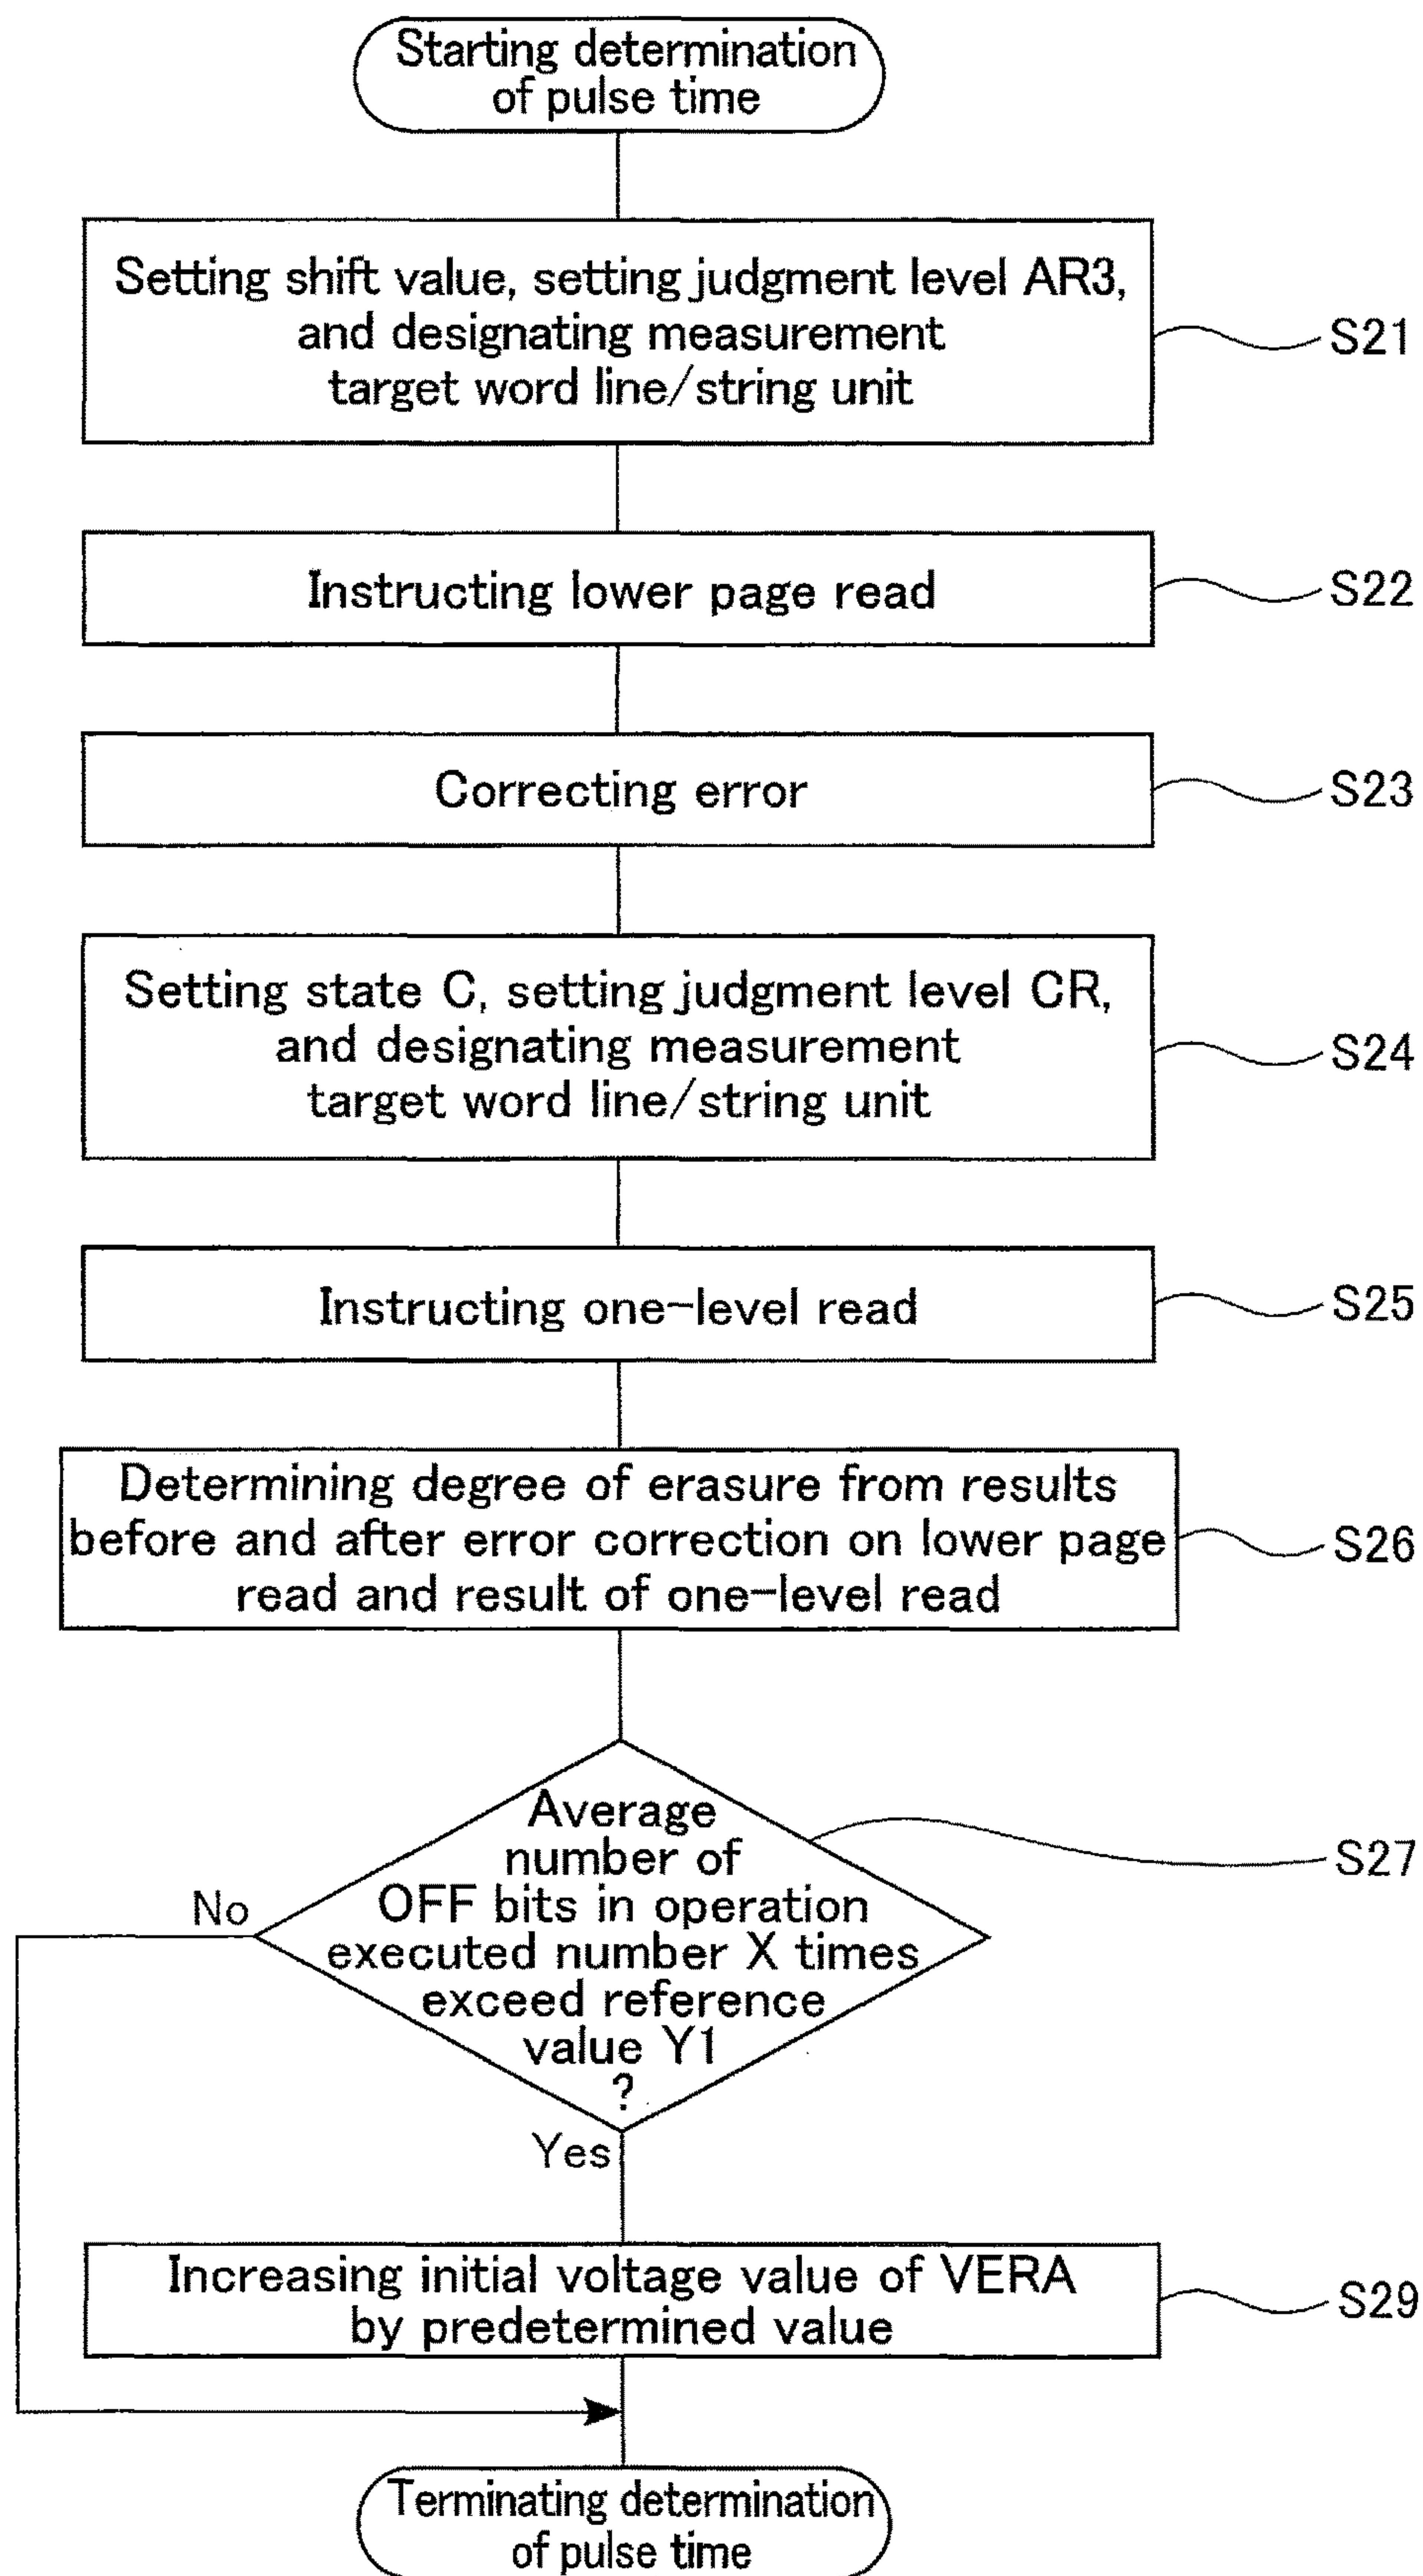 Starting determination
of pulse time
Setting shift value, setting judgment level AR3,
and designating measurement
target word line/string unit
S21
Instructing lower page read
S22
Correcting error
S23
Setting state C, setting judgment level CR,
and designating measurement
target word line/string unit
S24
Instructing one-level read
S25
Determining degree of erasure from results
before and after error correction on lower page
read and result of one-level read
S26
Average
number of
OFF bits in operation
executed number X times
exceed reference
value Y1
?
S27
No
Yes
Increasing initial voltage value of VERA
by predetermined value
S29
Terminating determination
of pulse time